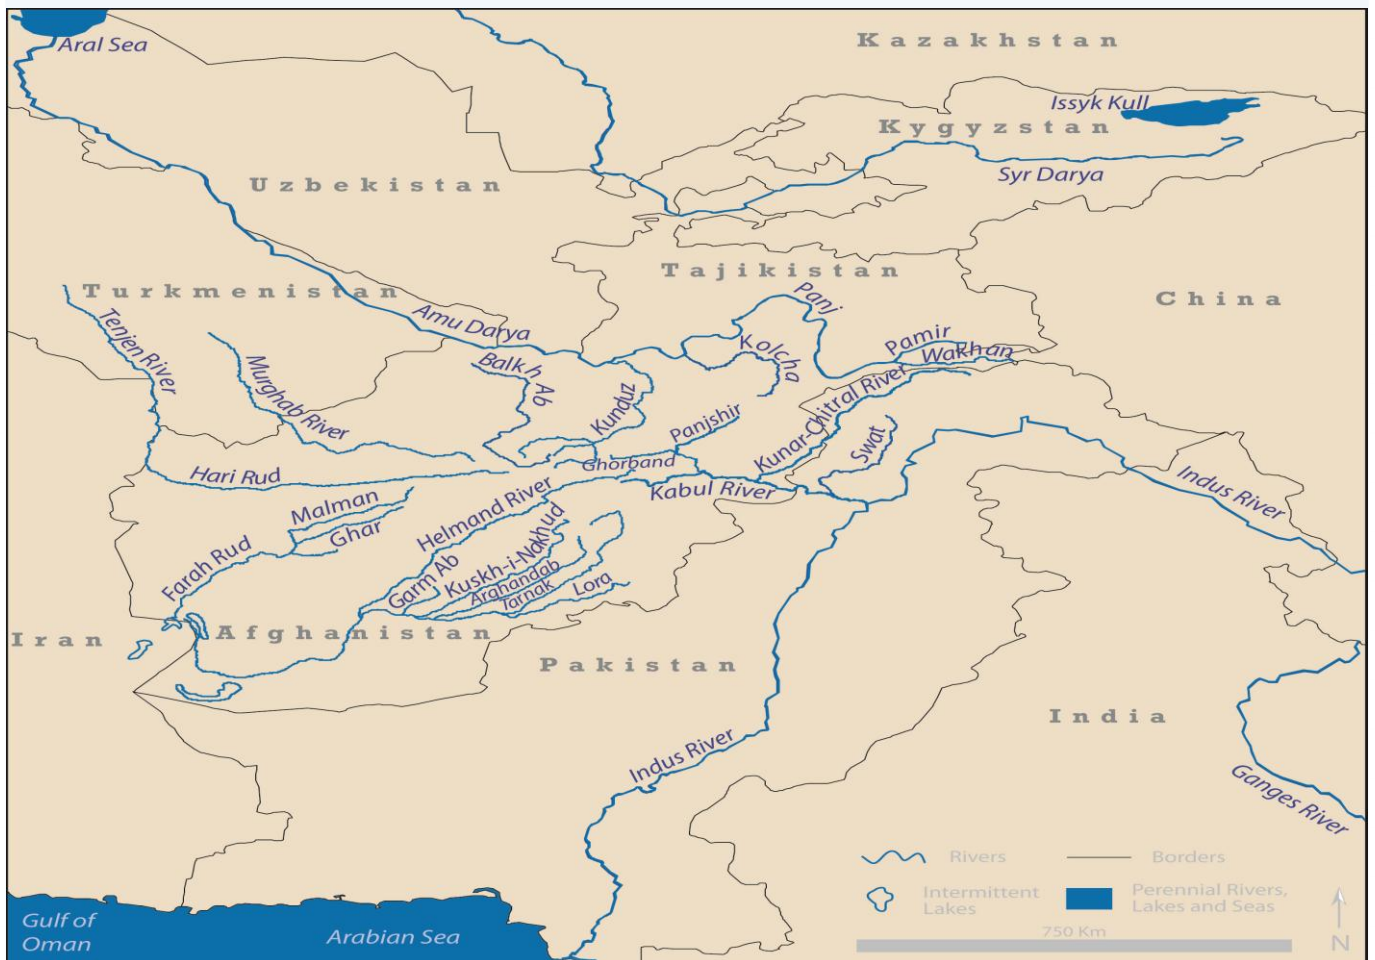 Kazakhstan
Aral Sea
Issyk Kull
Kygyzstan
Syr Darya
Uzbekistan
Tajikistan
China
Turkmenistan
Panj
Amu Darya
Tenjen River
Murghab River
Balkh Ab
Kolcha
Pamir
Wakhan
Kunduz
Panjshir
Kunar-Chitral River
Swat
Ghorband
Hari Rud
Kabul River
Indus River
Malman
Ghar
Helmand River
Farah Rud
Garm Ab
Kuskh-i-Nakhud
Arghandab
Tarnak
Lora
Iran
Afghanistan
Pakistan
India
Indus River
Ganges River
Rivers
Borders
Intermittent
Lakes
Perennial Rivers,
Lakes and Seas
750 Km
N
Gulf of
Oman
Arabian Sea